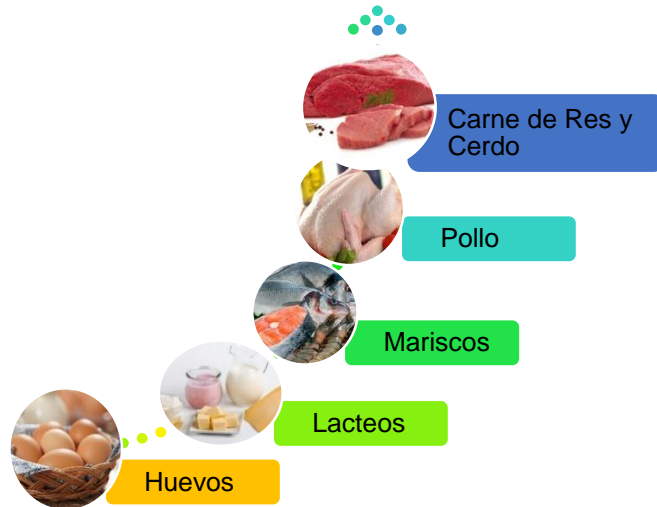 Carne de Res y
Cerdo
Pollo
Mariscos
Lacteos
Huevos